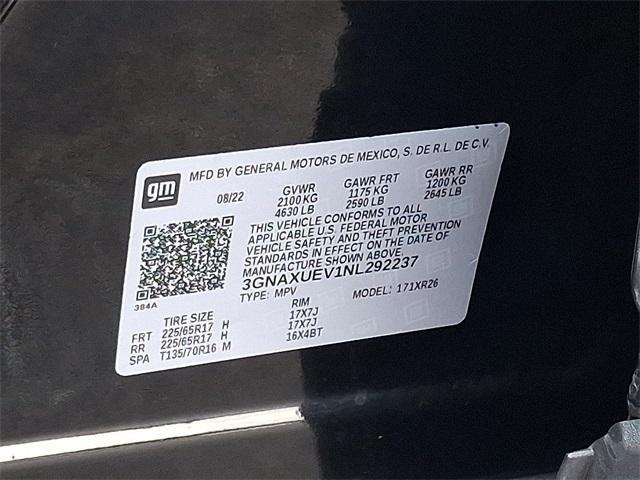 gm
MFD BY GENERAL MOTORS DE MEXICO, S. DE R.L. DE C.V.
08/22 GVWR GAWR FRT GAWR RR
2100 KG 1175 KG 1200 KG
4630 LB 2590 LB 2645 LB
THIS VEHICLE CONFORMS TO ALL
APPLICABLE U.S. FEDERAL MOTOR
VEHICLE SAFETY AND THEFT PREVENTION
STANDARDS IN EFFECT ON THE DATE OF
MANUFACTURE SHOWN ABOVE.
3GNAXUEV1NL292237
384A
TYPE: MPV MODEL: 171XR26
TIRE SIZE RIM
FRT 225/65R17 H 17X7J
RR 225/65R17 H 17X7J
SPA T135/70R16 M 16X4BT